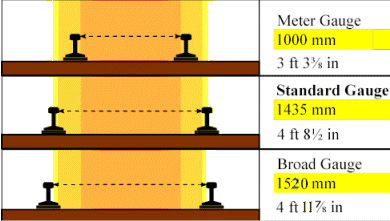 Meter Gauge
1000 mm
3 ft 3⅜ in
Standard Gauge
1435 mm
4 ft 8½ in
Broad Gauge
1520 mm
4 ft 11⅞ in